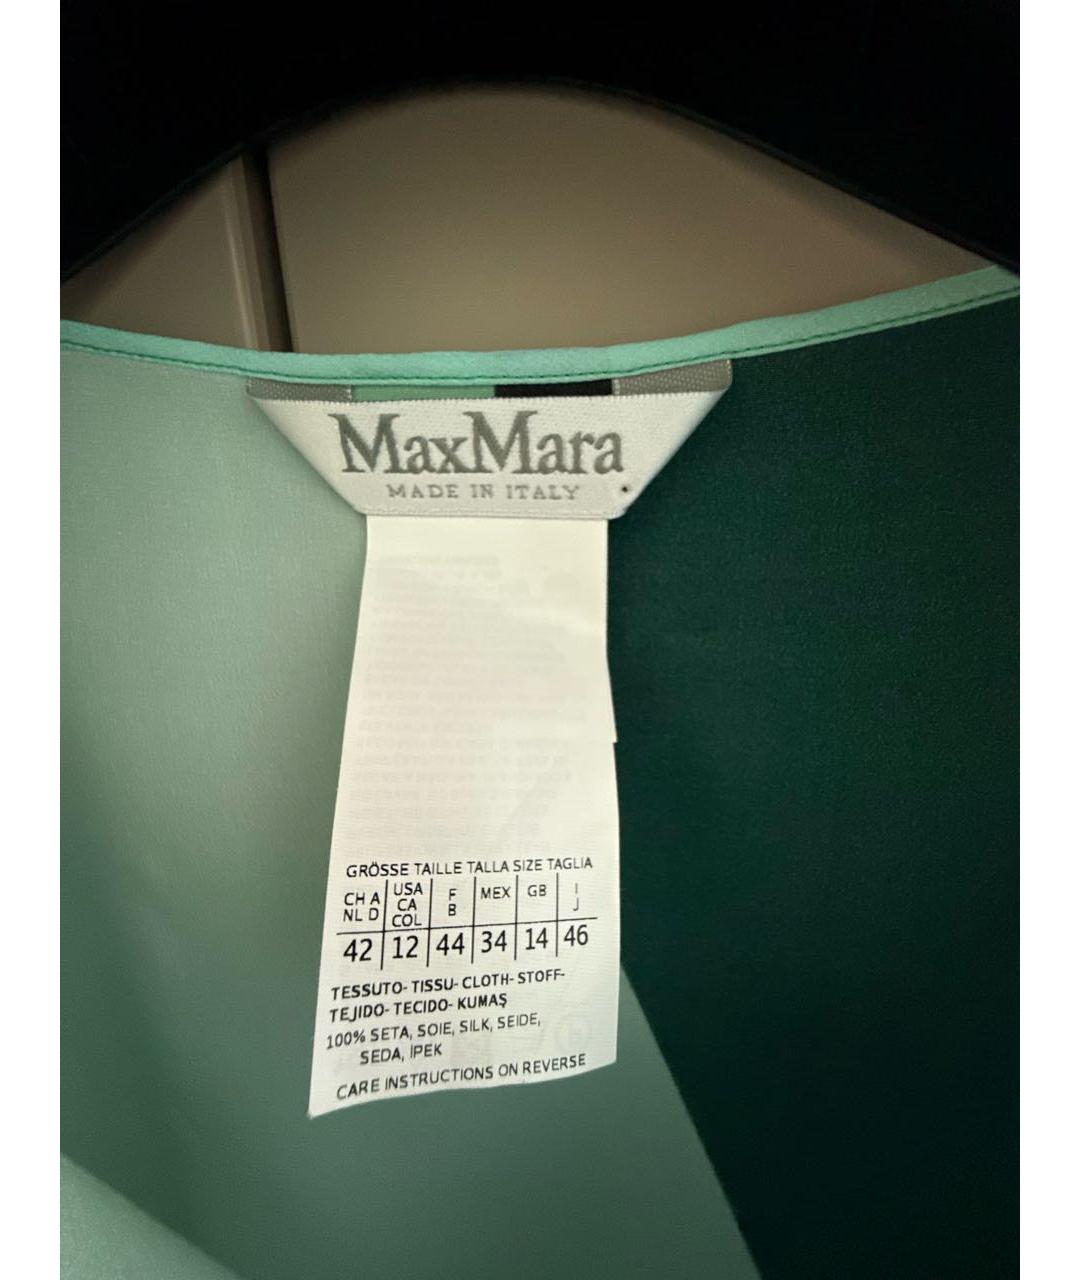 MaxMara
MADE IN ITALY
GRÖSSE TAILLE TALLA SIZE TAGLIA
CH A NL D USA CA COL F B MEX GB I J
42 12 44 34 14 46
TESSUTO- TISSU- CLOTH- STOFF-
TEJIDO- TECIDO- KUMAŞ
100% SETA, SOIE, SILK, SEIDE,
SEDA, İPEK
CARE INSTRUCTIONS ON REVERSE